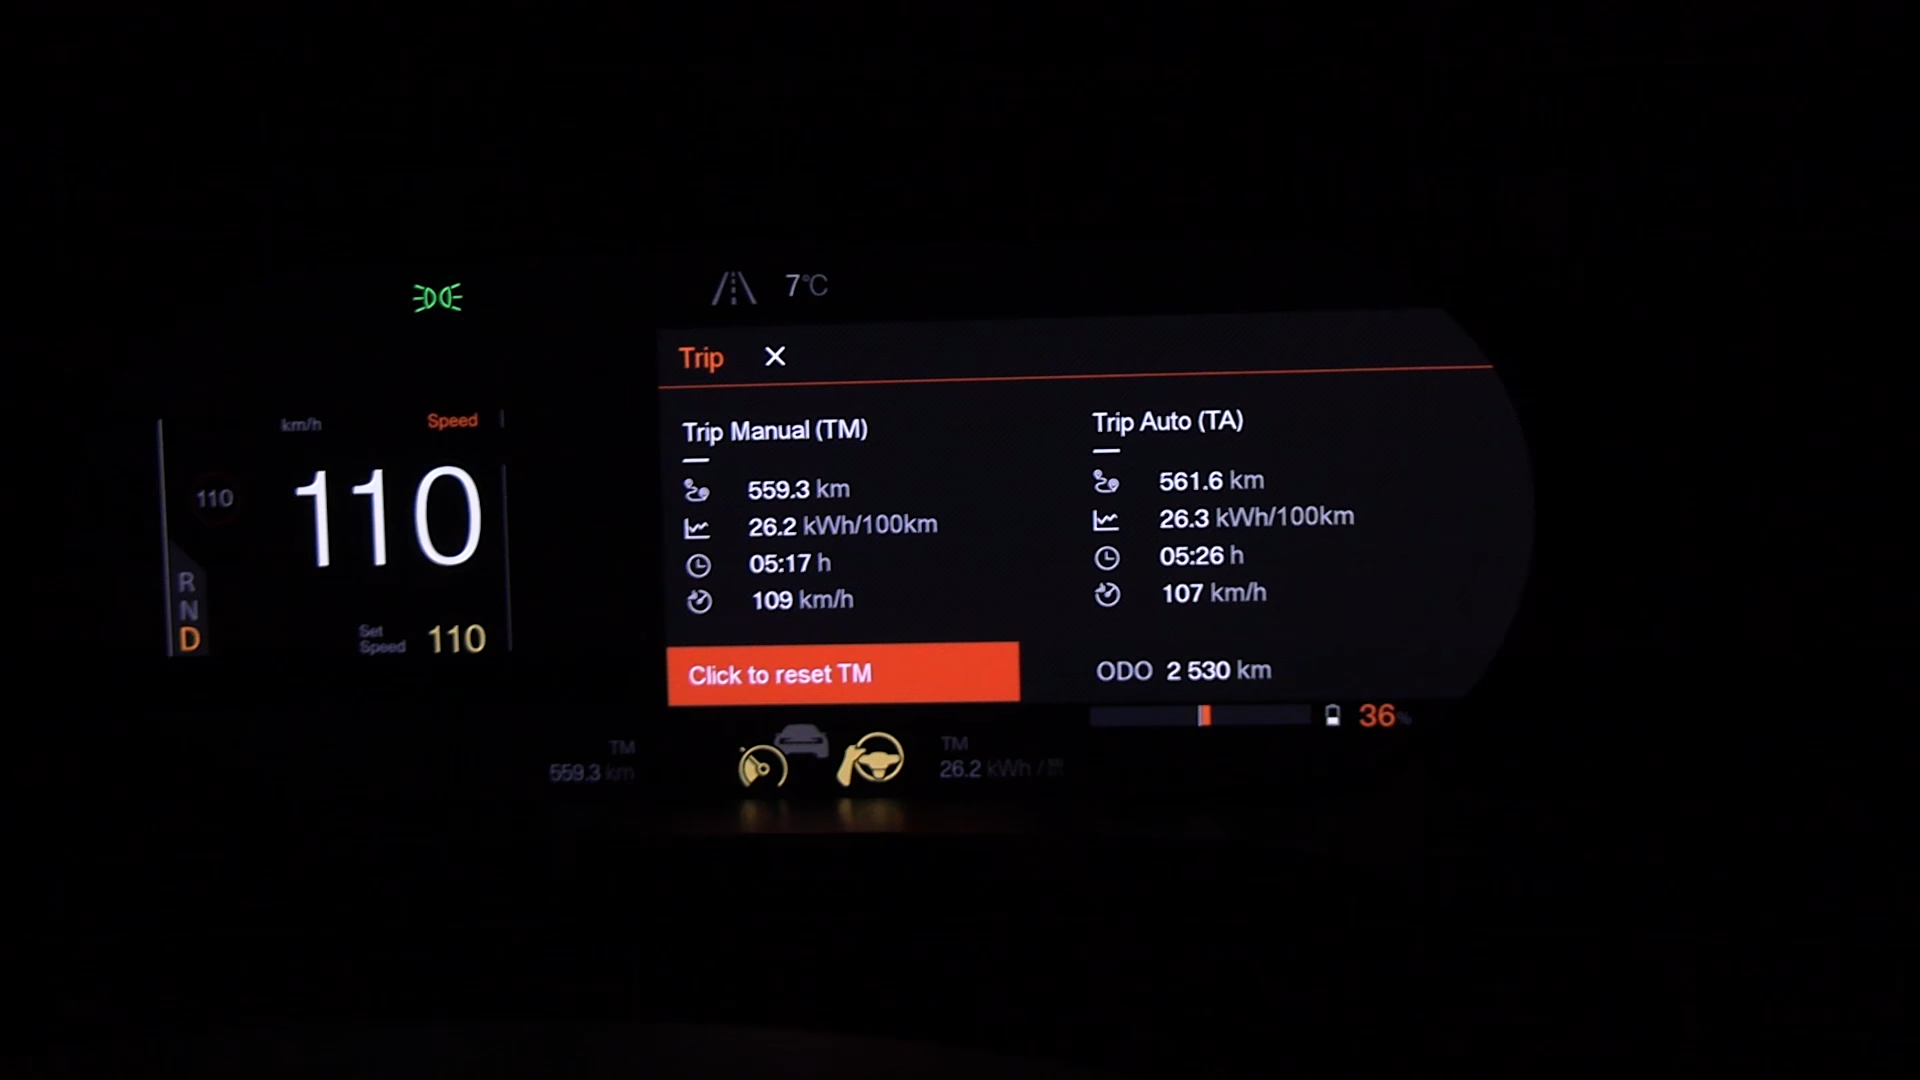 7°C
Trip
km/h Speed
110
110
R
N
D
Set
Speed 110
Trip Manual (TM)
559.3 km
26.2 kWh/100km
05:17 h
109 km/h
Click to reset TM
Trip Auto (TA)
561.6 km
26.3 kWh/100km
05:26 h
107 km/h
ODO 2 530 km
36%
TM
559.3 km
TM
26.2 kWh /